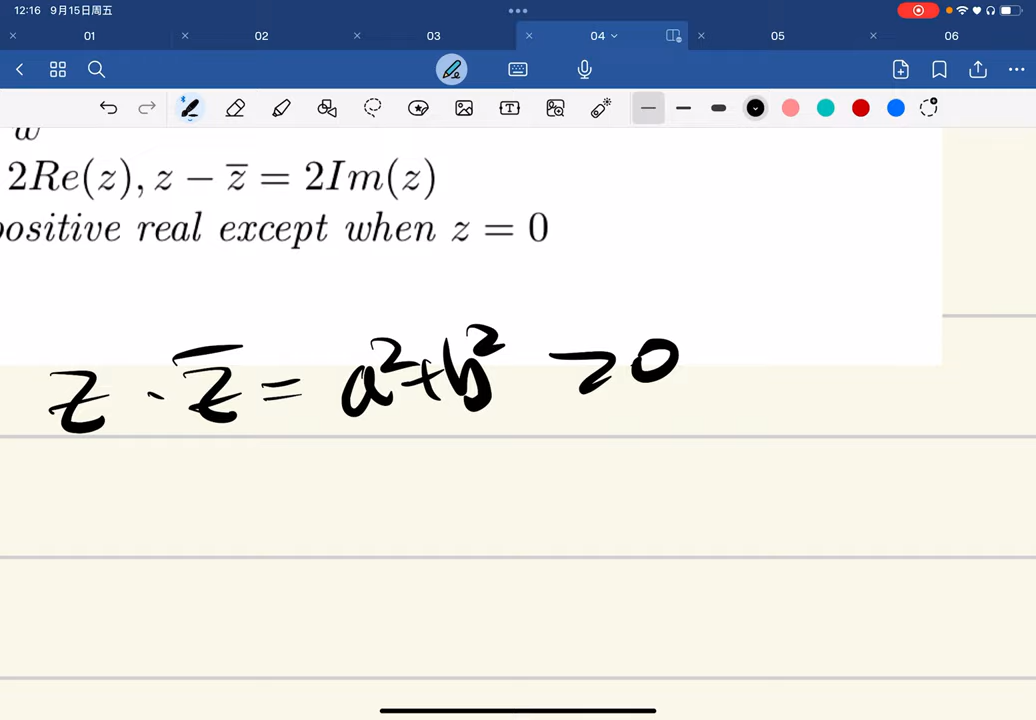 12:16 9月15日周五
01 02 03 04 05 06
w
2Re(z), z − z̅ = 2Im(z)
positive real except when z = 0
z · z̅ = a²+b² >0